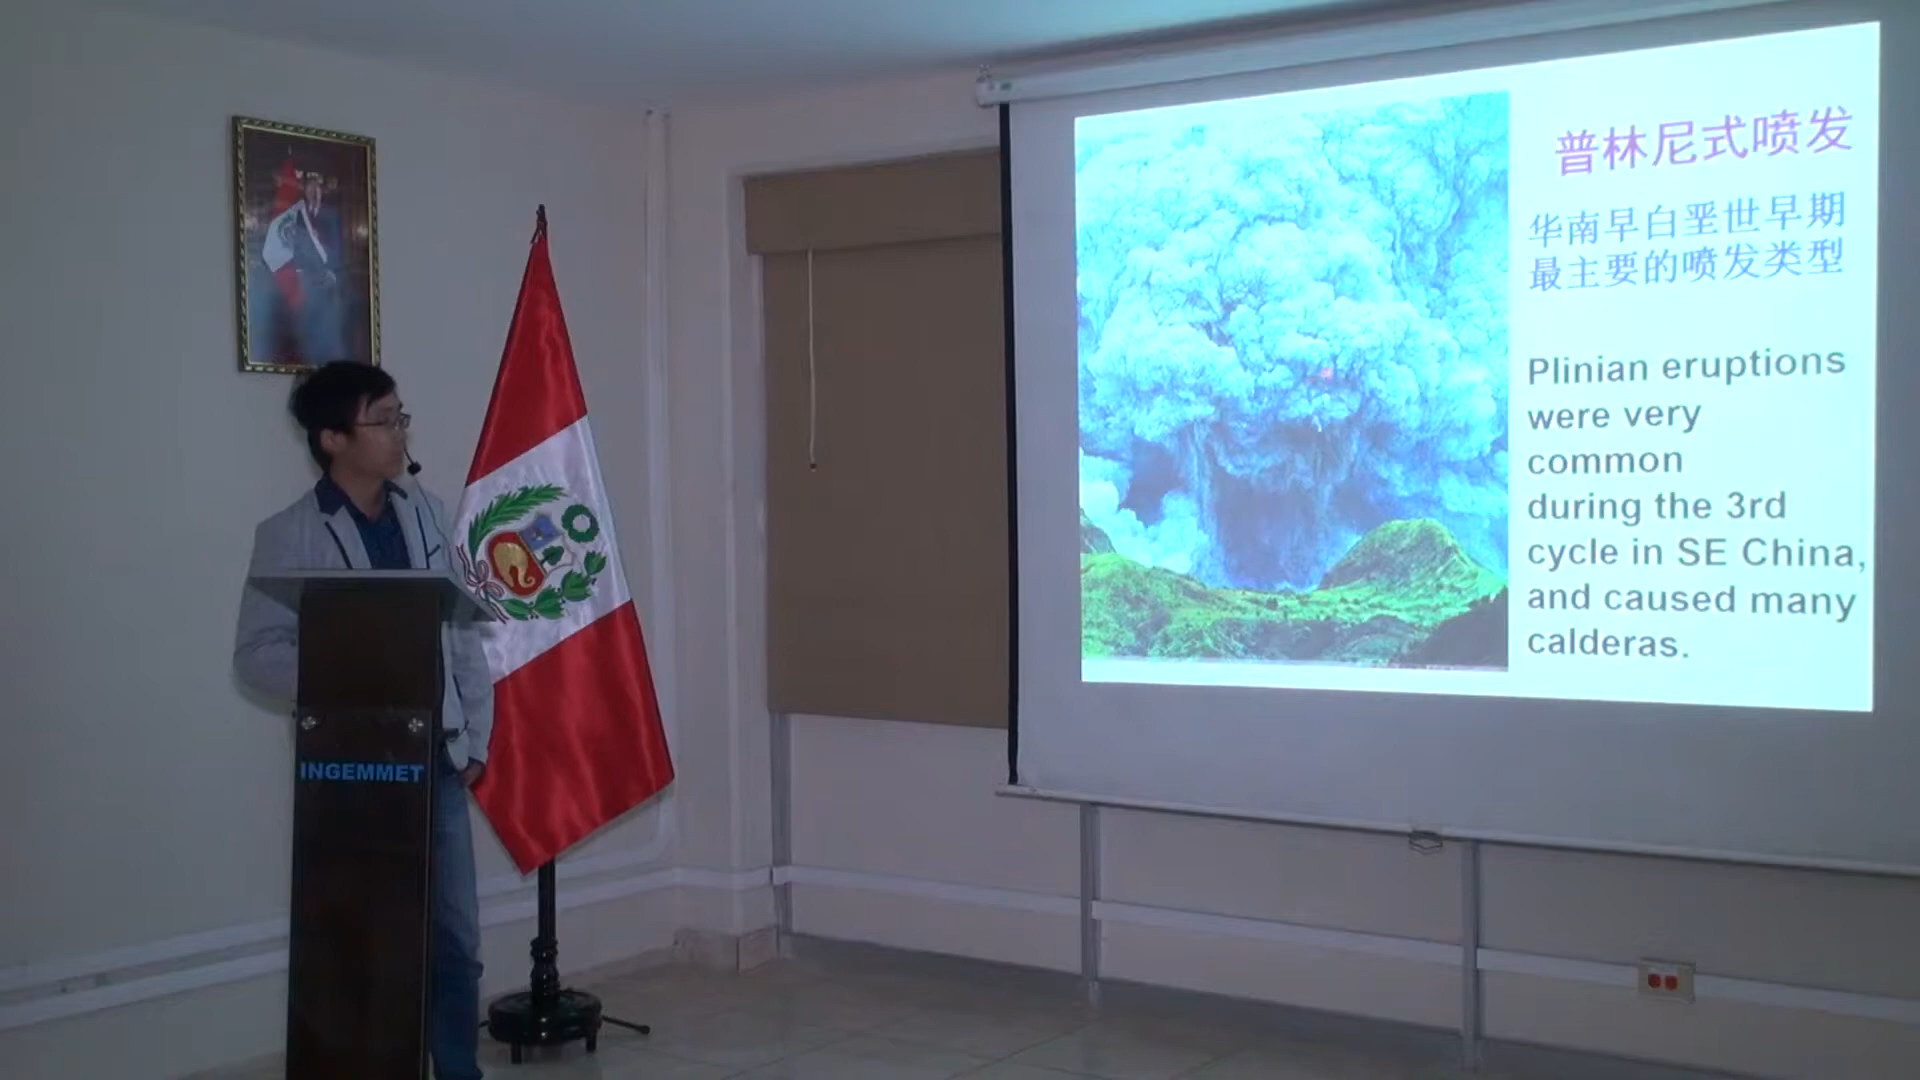 普林尼式喷发
华南早白垩世早期
最主要的喷发类型
Plinian eruptions
were very
common
during the 3rd
cycle in SE China,
and caused many
calderas.
INGEMMET